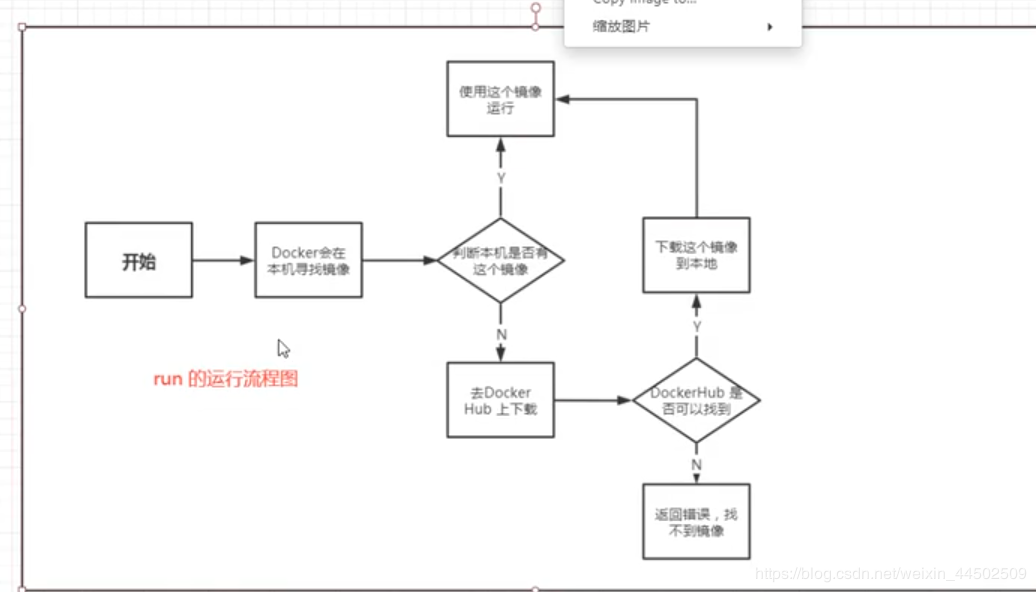 Copy image to...
缩放图片
使用这个镜像
运行
Y
开始
Docker会在
本机寻找镜像
判断本机是否有
这个镜像
下载这个镜像
到本地
N
Y
run 的运行流程图
去Docker
Hub 上下载
DockerHub 是
否可以找到
N
返回错误，找
不到镜像
https://blog.csdn.net/weixin_44502509